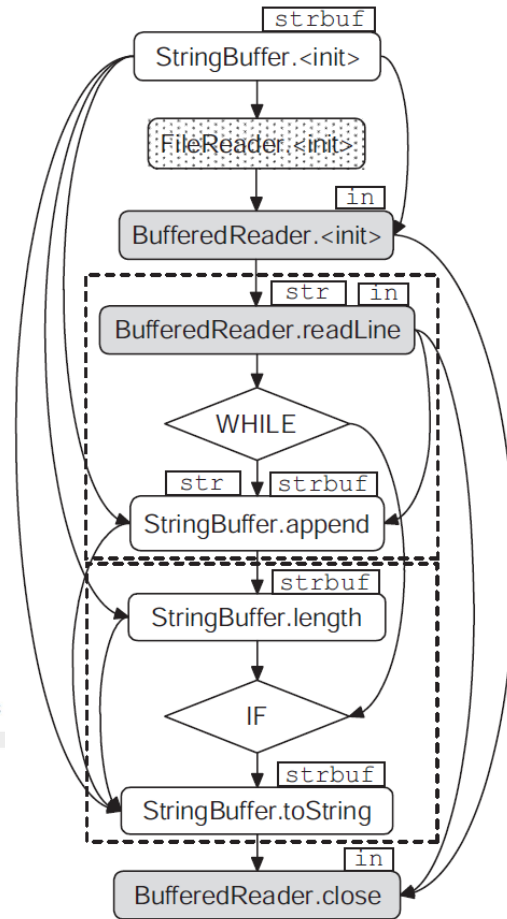 strbuf
StringBuffer.<init>
FileReader.<init>
in
BufferedReader.<init>
str in
BufferedReader.readLine
WHILE
str strbuf
StringBuffer.append
strbuf
StringBuffer.length
IF
strbuf
StringBuffer.toString
in
BufferedReader.close